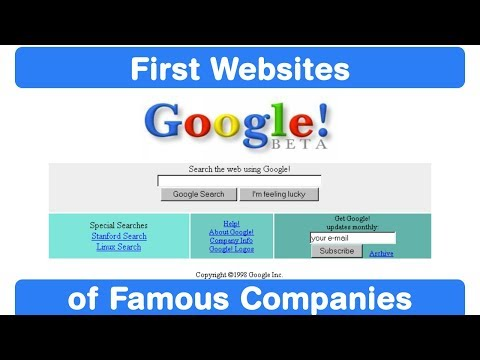 First Websites
Google!
BETA
Search the web using Google!
Google Search
I'm feeling lucky
Special Searches
Stanford Search
Linux Search
Help!
About Google!
Company Info
Google! Logos
Get Google!
updates monthly:
your e-mail
Subscribe
Archive
Copyright ©1998 Google Inc.
of Famous Companies